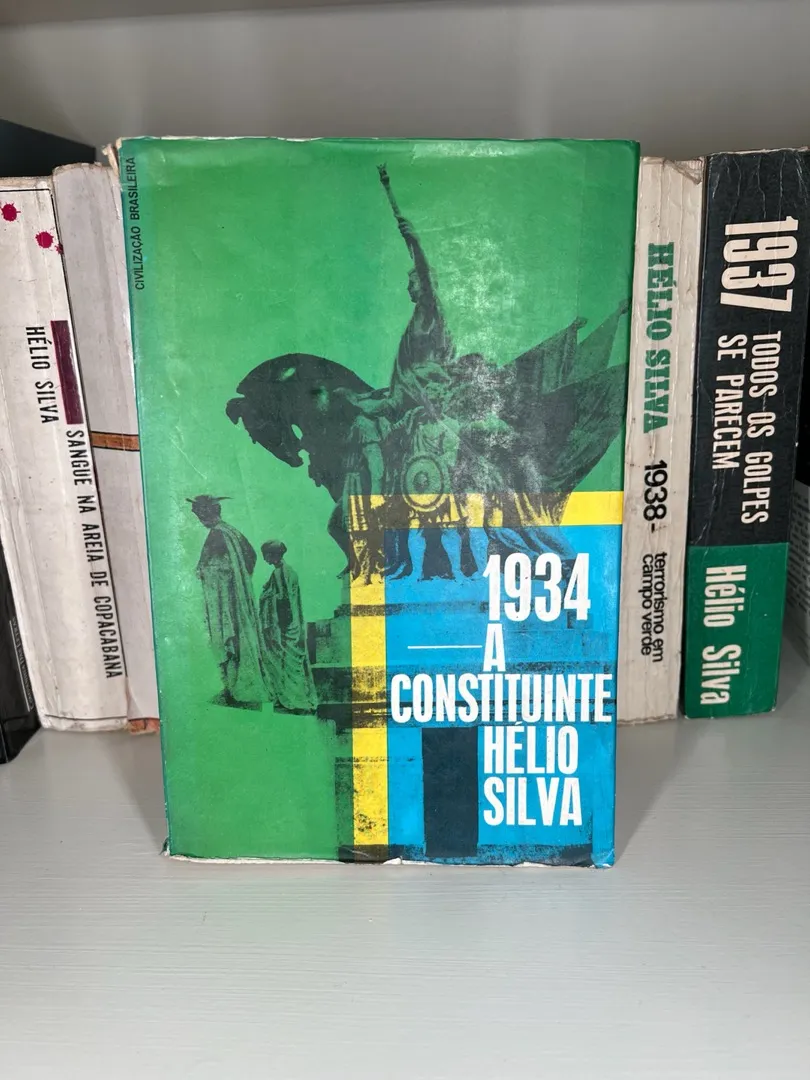 CIVILIZAÇÃO BRASILEIRA
1934
A
CONSTITUINTE
HÉLIO
SILVA
HÉLIO SILVA
SANGUE NA AREIA DE COPACABANA
HÉLIO SILVA
1938-
terrorismo em
campo verde
1937
TODOS OS GOLPES
SE PARECEM
Hélio Silva